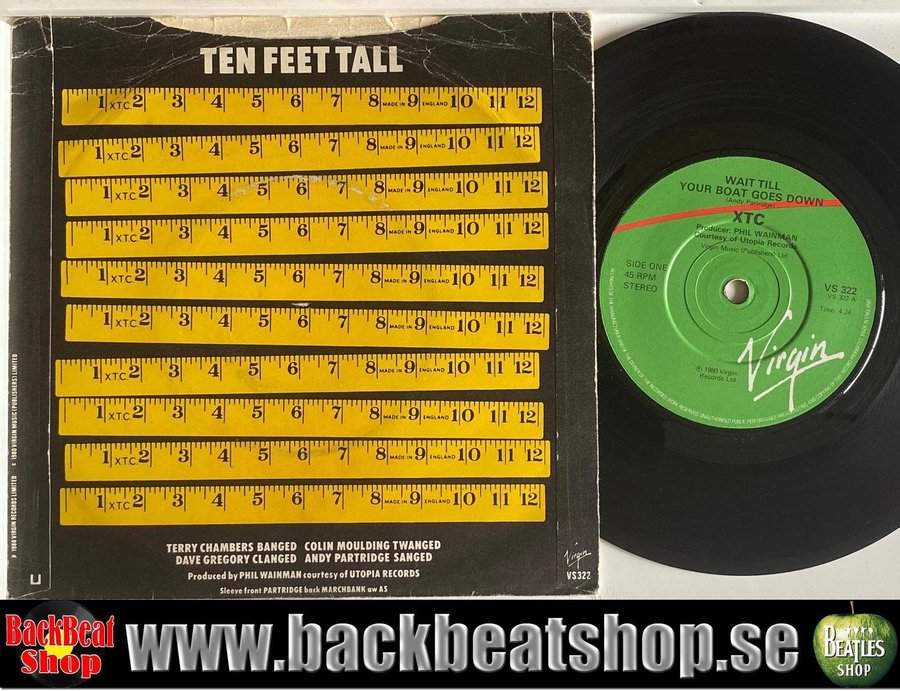 TEN FEET TALL
1 X.T.C 2 3 4 5 6 7 8 MADE IN 9 ENGLAND 10 11 12
1 X.T.C 2 3 4 5 6 7 8 MADE IN 9 ENGLAND 10 11 12
1 X.T.C 2 3 4 5 6 7 8 MADE IN 9 ENGLAND 10 11 12
1 X.T.C 2 3 4 5 6 7 8 MADE IN 9 ENGLAND 10 11 12
1 X.T.C 2 3 4 5 6 7 8 MADE IN 9 ENGLAND 10 11 12
1 X.T.C 2 3 4 5 6 7 8 MADE IN 9 ENGLAND 10 11 12
1 X.T.C 2 3 4 5 6 7 8 MADE IN 9 ENGLAND 10 11 12
1 X.T.C 2 3 4 5 6 7 8 MADE IN 9 ENGLAND 10 11 12
1 X.T.C 2 3 4 5 6 7 8 MADE IN 9 ENGLAND 10 11 12
1 X.T.C 2 3 4 5 6 7 8 MADE IN 9 ENGLAND 10 11 12
TERRY CHAMBERS BANGED COLIN MOULDING TWANGED
DAVE GREGORY CLANGED ANDY PARTRIDGE SANGED
Produced by PHIL WAINMAN courtesy of UTOPIA RECORDS
Sleeve front PARTRIDGE back MARCHBANK aw AS
Virgin
VS322
U
P 1980 VIRGIN RECORDS LIMITED C 1980 VIRGIN MUSIC (PUBLISHERS) LIMITED
WAIT TILL
YOUR BOAT GOES DOWN
(Andy Partridge)
XTC
Producer: PHIL WAINMAN
Courtesy of Utopia Records
Virgin Music (Publishers) Ltd
SIDE ONE
45 RPM
STEREO
VS 322
VS 322-A
Time: 4.24
Virgin
℗ 1980 Virgin
Records Ltd
BackBeat
Shop
www.backbeatshop.se
BEATLES
SHOP